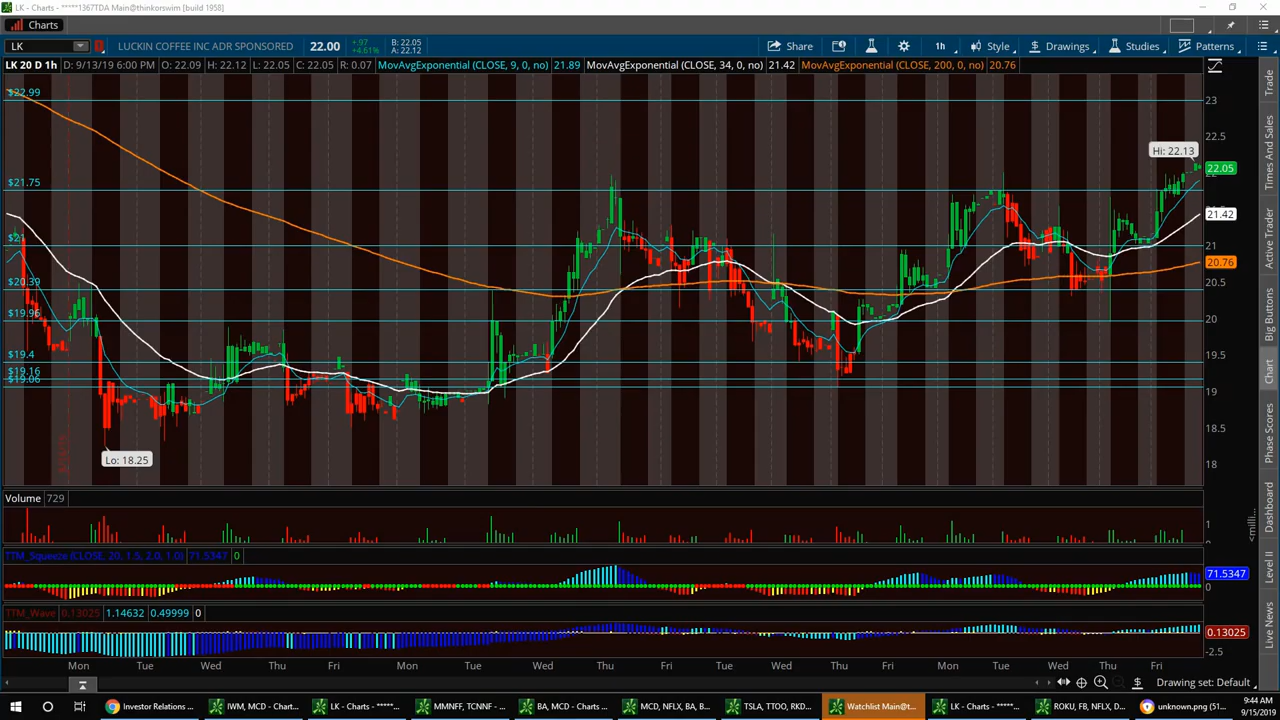 LK - Charts - *****1367TDA Main@thinkorswim [build 1958]
Charts
LK LUCKIN COFFEE INC ADR SPONSORED 22.00 +.97 +4.61% B: 22.05 A: 22.12 Share 1h Style Drawings Studies Patterns
LK 20 D 1h D: 9/13/19 6:00 PM O: 22.09 H: 22.12 L: 22.05 C: 22.05 R: 0.07 MovAvgExponential (CLOSE, 9, 0, no) 21.89 MovAvgExponential (CLOSE, 34, 0, no) 21.42 MovAvgExponential (CLOSE, 200, 0, no) 20.76
$22.99
$21.75
$21
$20.39
$19.96
$19.4
$19.16
$19.06
Hi: 22.13
Lo: 18.25
23
22.5
22.05
21.42
21
20.76
20.5
20
19.5
19
18.5
18
Volume 729
1
<milli...
TTM_Squeeze (CLOSE, 20, 1.5, 2.0, 1.0) 71.5347 0
71.5347
0
TTM_Wave 0.13025 1.14632 0.49999 0
0.13025
-2.5
Mon Tue Wed Thu Fri Mon Tue Wed Thu Fri Mon Tue Wed Thu Fri Mon Tue Wed Thu Fri
Drawing set: Default
Trade
Times And Sales
Active Trader
Big Buttons
Chart
Phase Scores
Dashboard
Level II
Live News
Investor Relations ...
IWM, MCD - Chart...
LK - Charts - ****...
MMNFF, TCNNF - ...
BA, MCD - Charts ...
MCD, NFLX, BA, B...
TSLA, TTOO, RKD...
Watchlist Main@t...
LK - Charts - ****...
ROKU, FB, NFLX, D...
unknown.png (51...
9:44 AM
9/15/2019